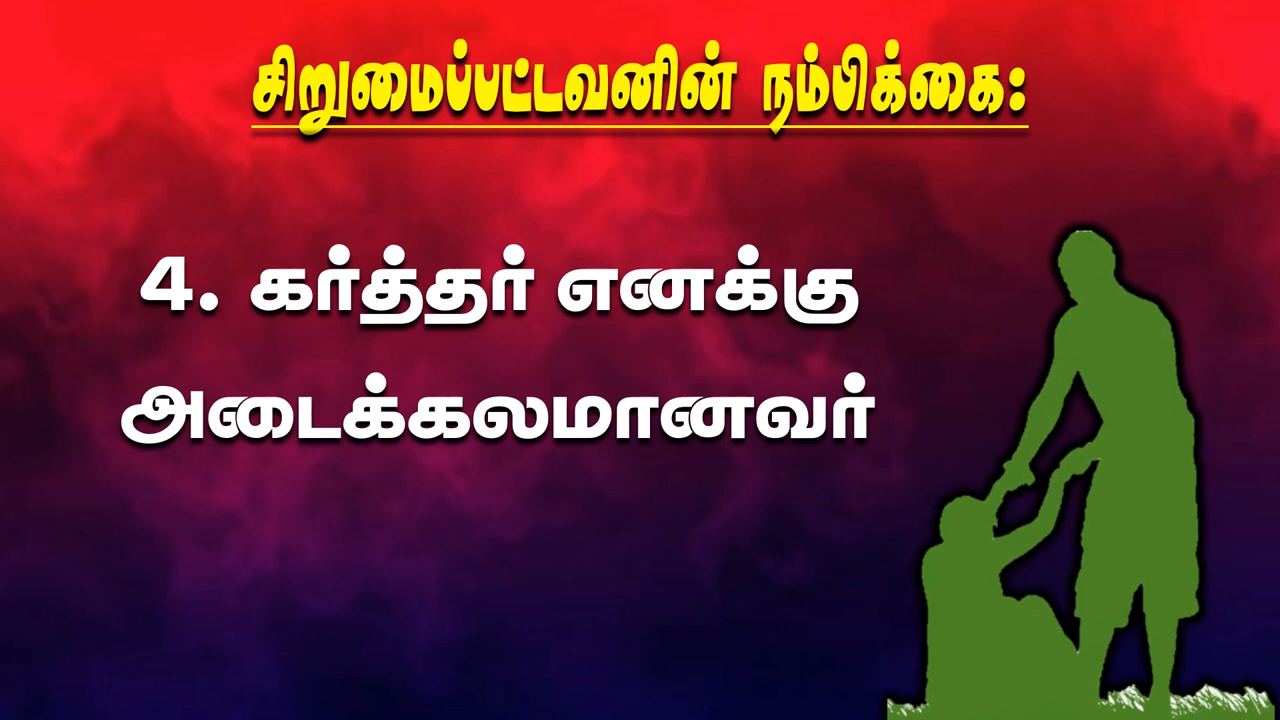 சிறுமைப்பட்டவனின் நம்பிக்கை:
4. கர்த்தர் எனக்கு
அடைக்கலமானவர்